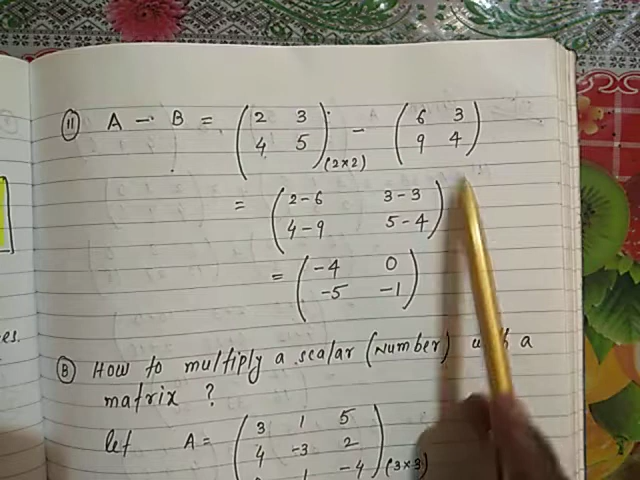 (ii) A - B = ( 2 3 ) - ( 6 3 )
( 4 5 )(2×2) ( 9 4 )
= ( 2-6 3-3 )
( 4-9 5-4 )
= ( -4 0 )
( -5 -1 )
es.
(B) How to multiply a scalar (Number) a
matrix ?
let A = ( 3 1 5 )
4 -3 2
1 -4 (3×3)